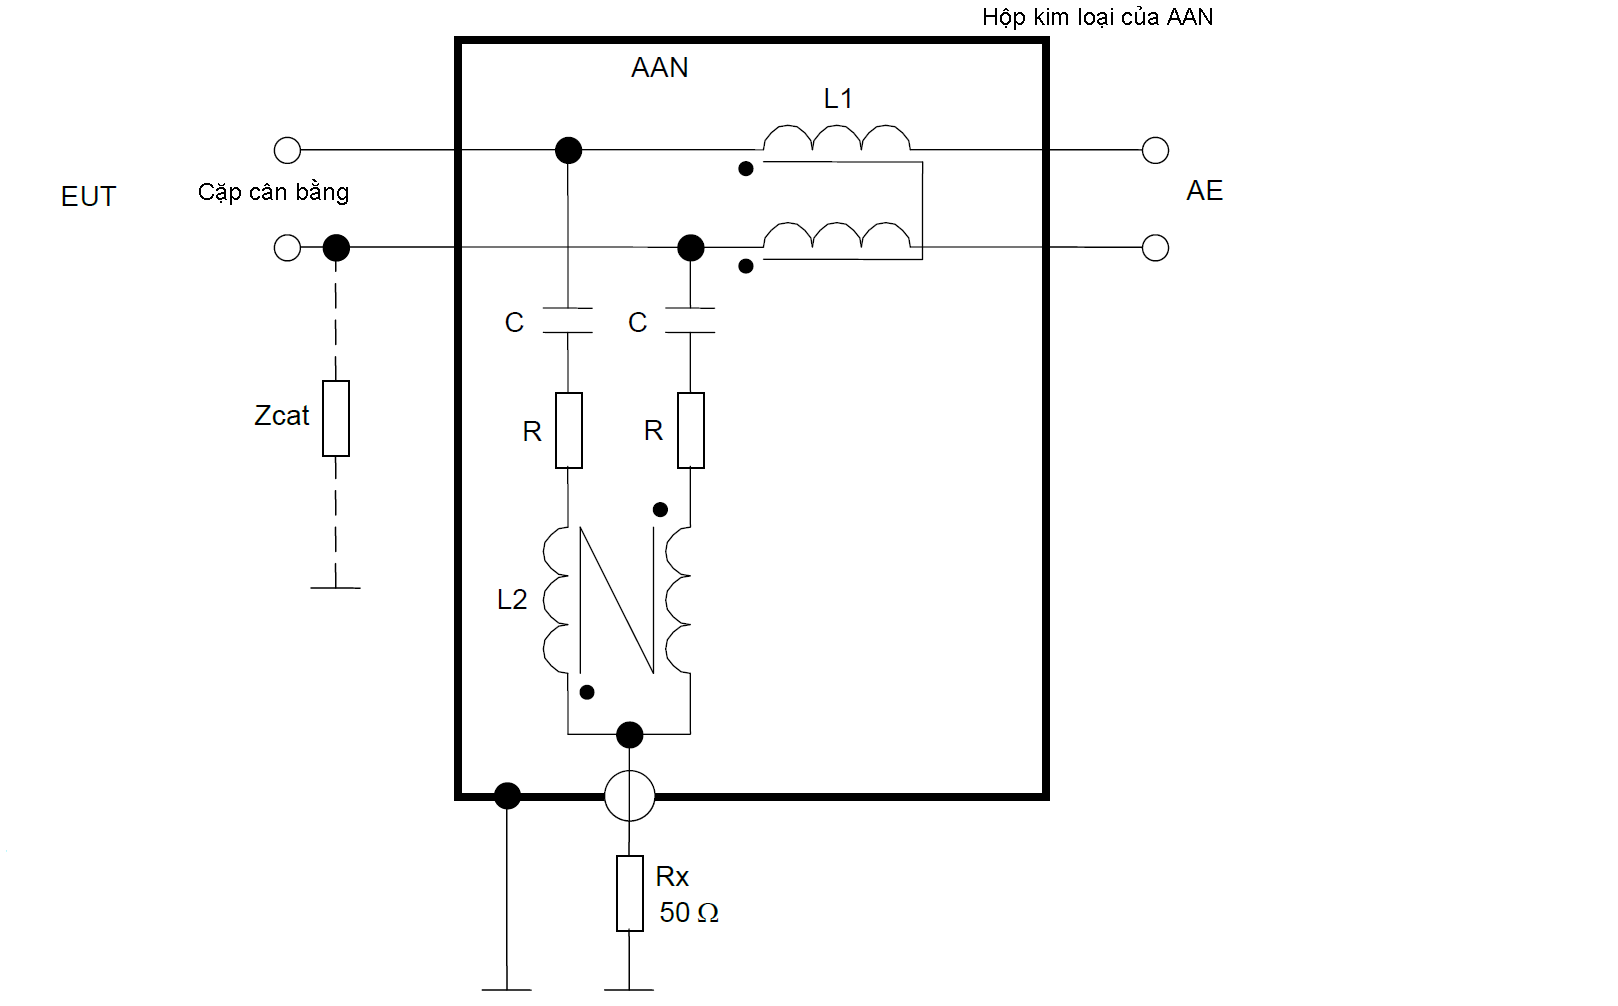 Hộp kim loại của AAN
AAN
L1
EUT
Cặp cân bằng
AE
C
C
Zcat
R
R
L2
Rx
50 Ω